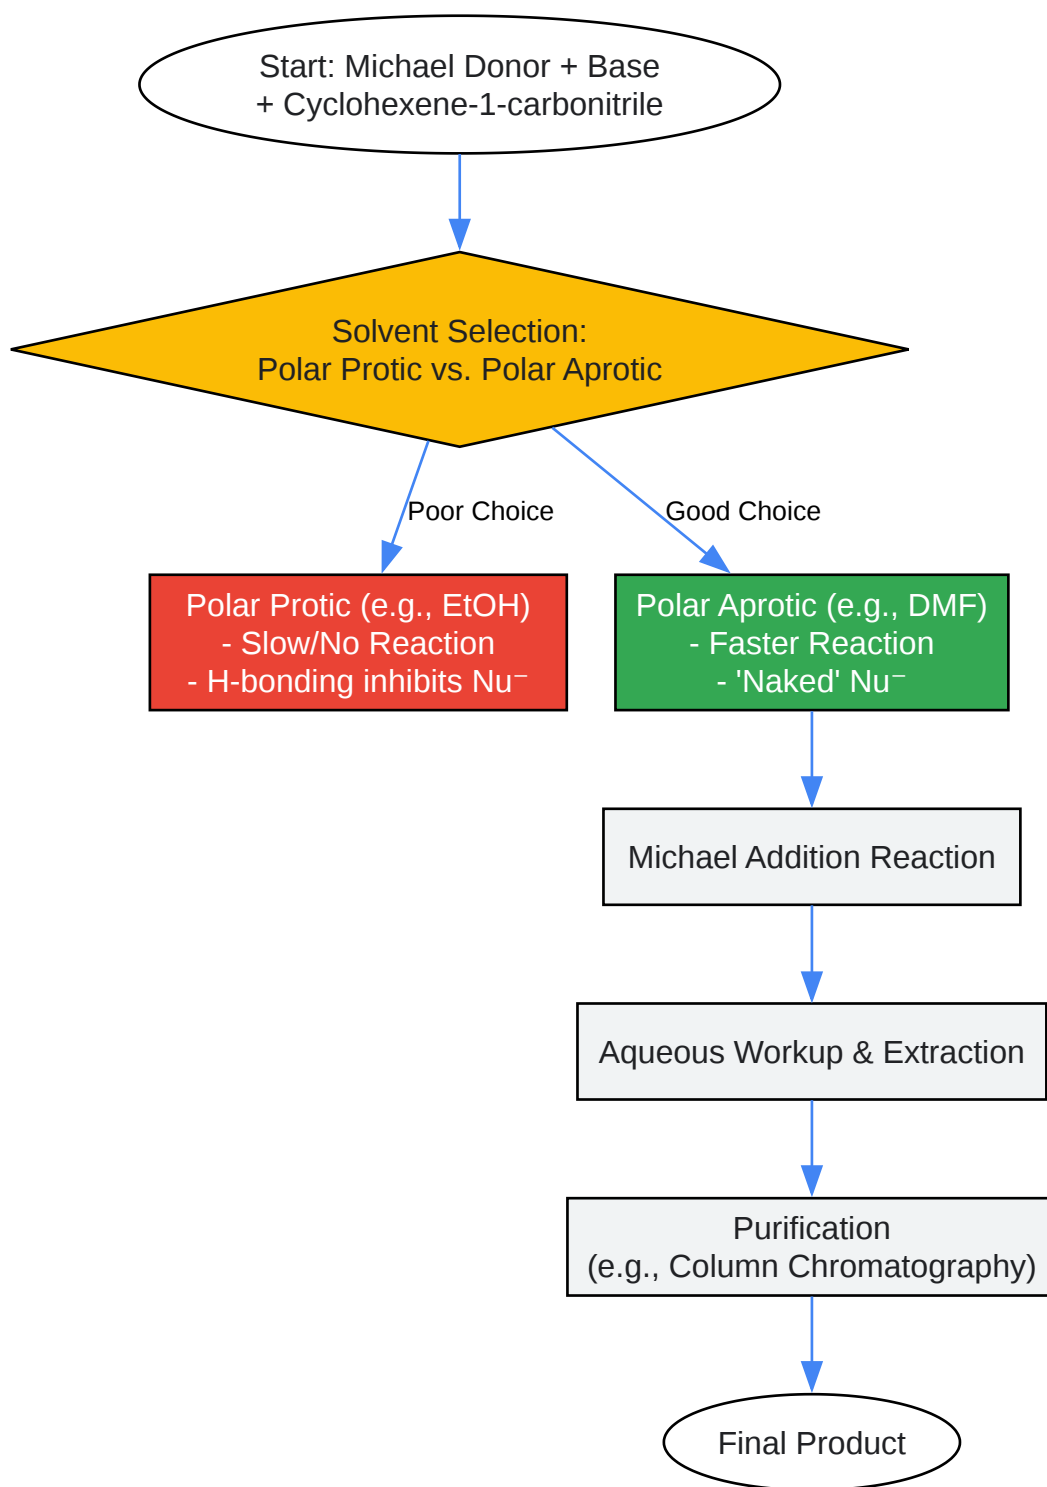 Start: Michael Donor + Base
+ Cyclohexene-1-carbonitrile
Solvent Selection:
Polar Protic vs. Polar Aprotic
Poor Choice
Good Choice
Polar Protic (e.g., EtOH)
- Slow/No Reaction
- H-bonding inhibits Nu⁻
Polar Aprotic (e.g., DMF)
- Faster Reaction
- 'Naked' Nu⁻
Michael Addition Reaction
Aqueous Workup & Extraction
Purification
(e.g., Column Chromatography)
Final Product